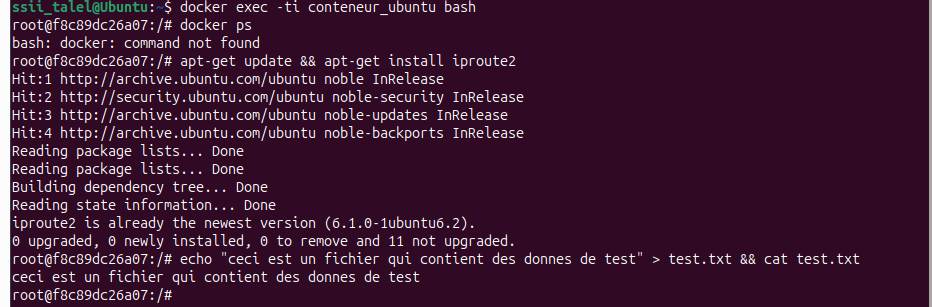 ssii_talel@Ubuntu:~$ docker exec -ti conteneur_ubuntu bash
root@f8c89dc26a07:/# docker ps
bash: docker: command not found
root@f8c89dc26a07:/# apt-get update && apt-get install iproute2
Hit:1 http://archive.ubuntu.com/ubuntu noble InRelease
Hit:2 http://security.ubuntu.com/ubuntu noble-security InRelease
Hit:3 http://archive.ubuntu.com/ubuntu noble-updates InRelease
Hit:4 http://archive.ubuntu.com/ubuntu noble-backports InRelease
Reading package lists... Done
Reading package lists... Done
Building dependency tree... Done
Reading state information... Done
iproute2 is already the newest version (6.1.0-1ubuntu6.2).
0 upgraded, 0 newly installed, 0 to remove and 11 not upgraded.
root@f8c89dc26a07:/# echo "ceci est un fichier qui contient des donnes de test" > test.txt && cat test.txt
ceci est un fichier qui contient des donnes de test
root@f8c89dc26a07:/#